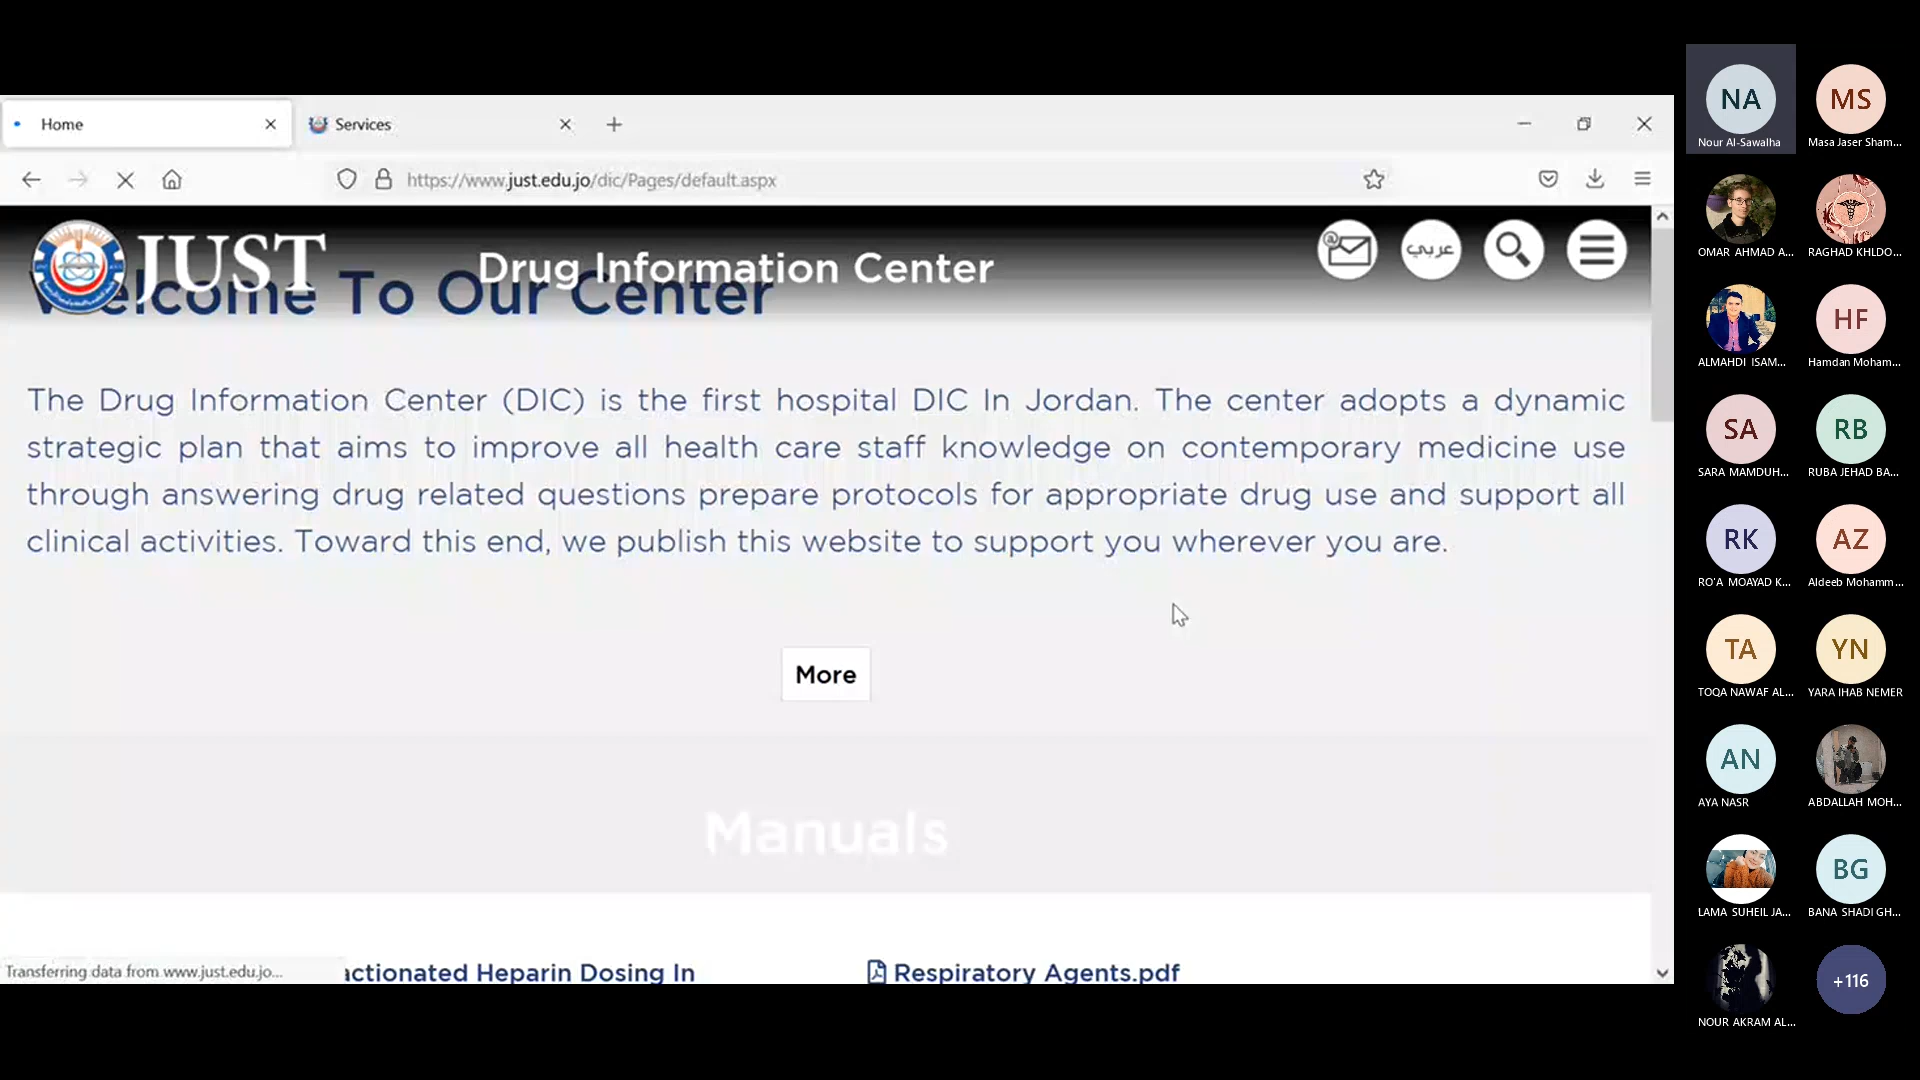 Home
Services
https://www.just.edu.jo/dic/Pages/default.aspx
JUST
Drug Information Center
عربي
Welcome To Our Center
The Drug Information Center (DIC) is the first hospital DIC In Jordan. The center adopts a dynamic
strategic plan that aims to improve all health care staff knowledge on contemporary medicine use
through answering drug related questions prepare protocols for appropriate drug use and support all
clinical activities. Toward this end, we publish this website to support you wherever you are.
More
Manuals
Transferring data from www.just.edu.jo...
actionated Heparin Dosing In
Respiratory Agents.pdf
NA
MS
Nour Al-Sawalha
Masa Jaser Sham...
OMAR AHMAD A...
RAGHAD KHLDO...
HF
ALMAHDI ISAM...
Hamdan Moham...
SA
RB
SARA MAMDUH...
RUBA JEHAD BA...
RK
AZ
RO'A MOAYAD K...
Aldeeb Mohamm...
TA
YN
TOQA NAWAF AL...
YARA IHAB NEMER
AN
AYA NASR
ABDALLAH MOH...
BG
LAMA SUHEIL JA...
BANA SHADI GH...
+116
NOUR AKRAM AL...